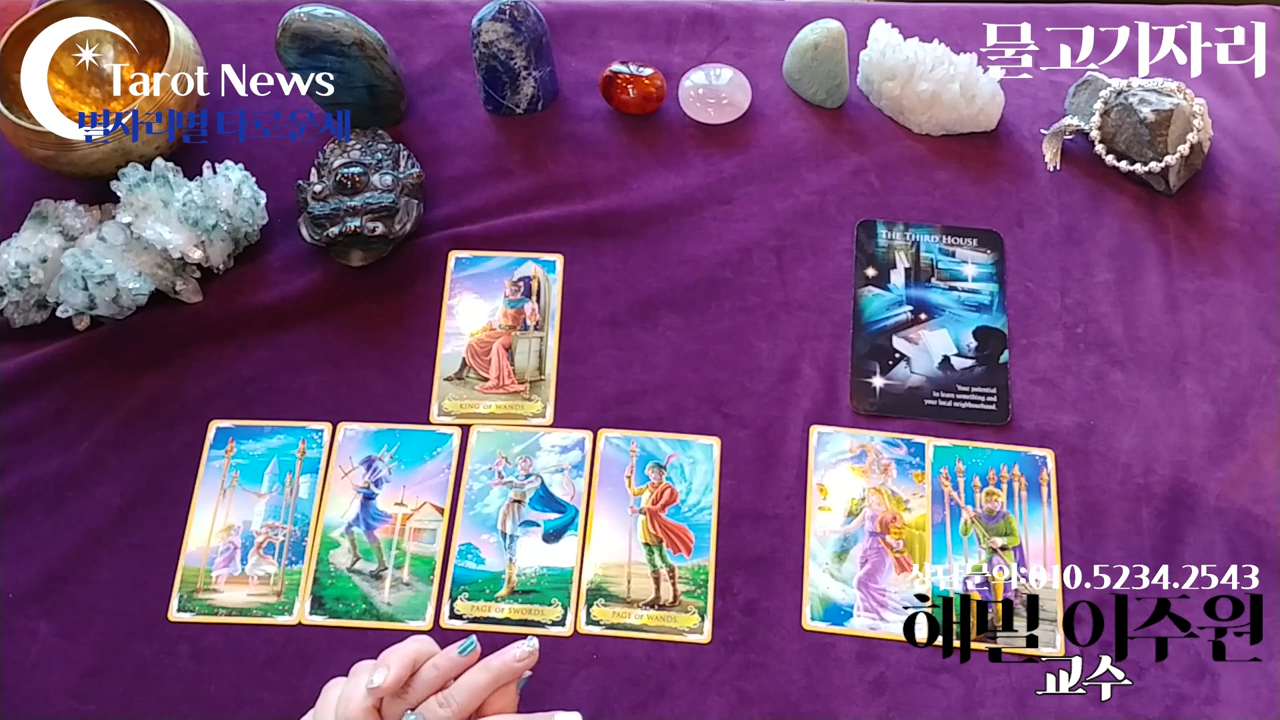 Tarot News
별자리별 타로운세
물고기자리
THE THIRD HOUSE
Your potential
to learn something and
your local neighbourhood.
KING OF WANDS
PAGE OF SWORDS
PAGE OF WANDS
상담문의:010.5234.2543
해밀 이주원
교수